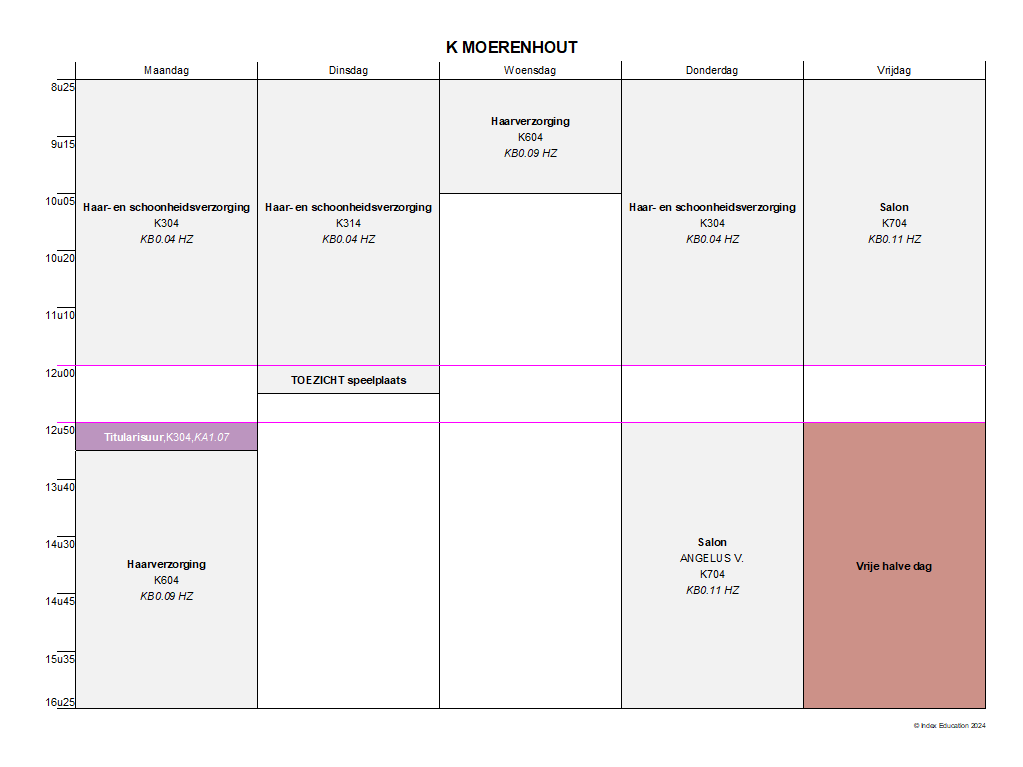 K MOERENHOUT
Maandag Dinsdag Woensdag Donderdag Vrijdag
8u25
9u15
10u05
10u20
11u10
12u00
12u50
13u40
14u30
14u45
15u35
16u25
Haar- en schoonheidsverzorging
K304
KB0.04 HZ
Titularisuur,K304,KA1.07
Haarverzorging
K604
KB0.09 HZ
Haar- en schoonheidsverzorging
K314
KB0.04 HZ
TOEZICHT speelplaats
Haarverzorging
K604
KB0.09 HZ
Haar- en schoonheidsverzorging
K304
KB0.04 HZ
Salon
ANGELUS V.
K704
KB0.11 HZ
Salon
K704
KB0.11 HZ
Vrije halve dag
© Index Education 2024